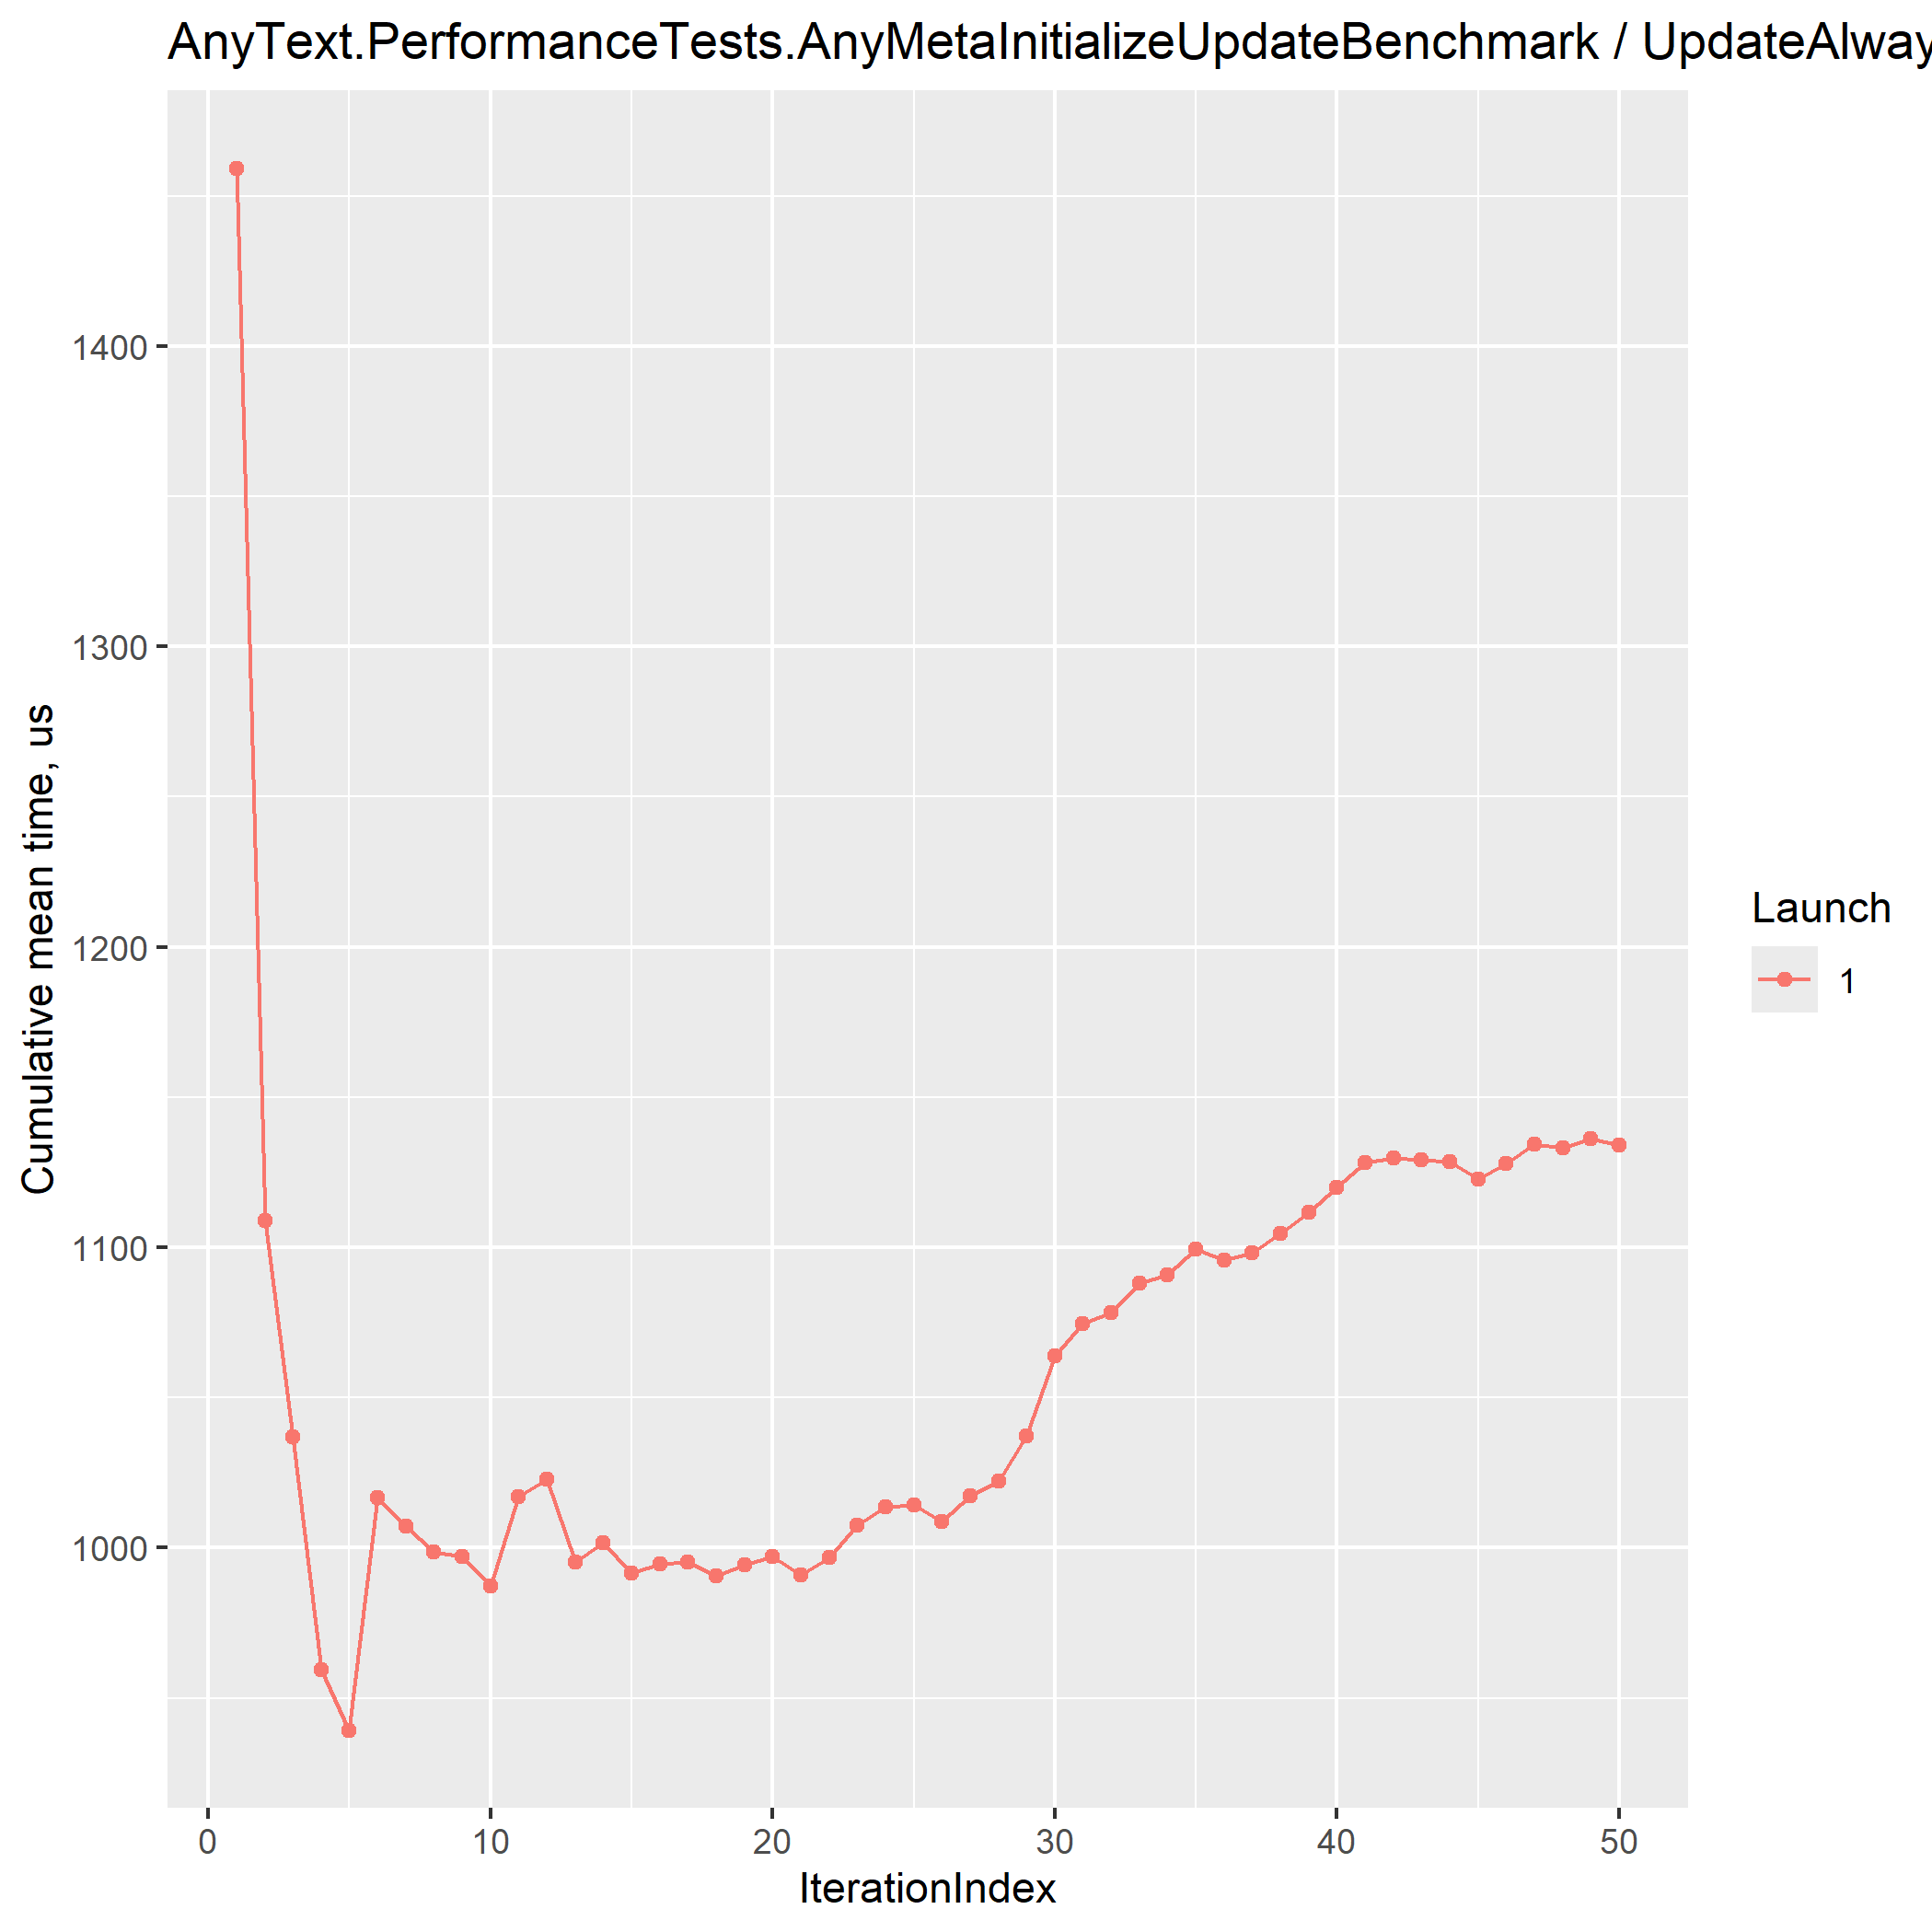 AnyText.PerformanceTests.AnyMetaInitializeUpdateBenchmark / UpdateAlway
Cumulative mean time, us
1400
1300
1200
1100
1000
0 10 20 30 40 50
IterationIndex
Launch
1